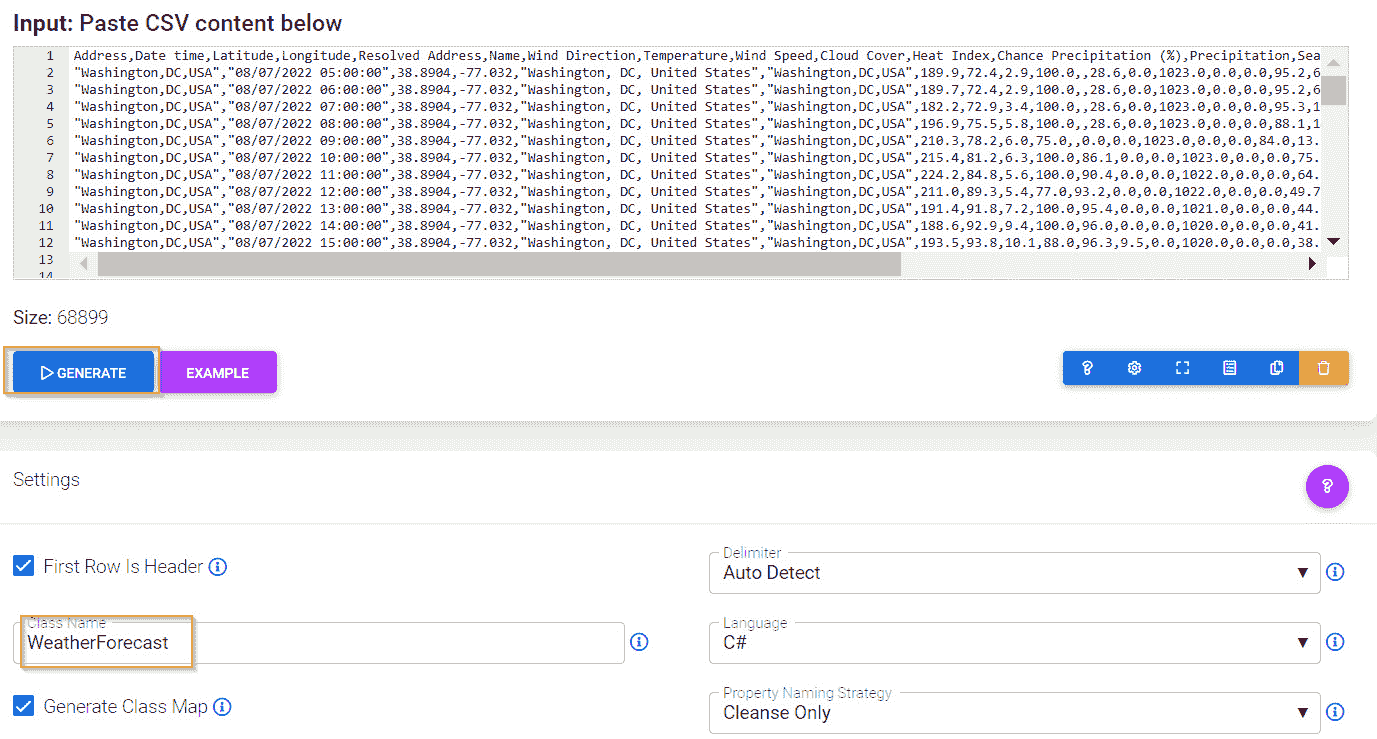 Input: Paste CSV content below
1 Address,Date time,Latitude,Longitude,Resolved Address,Name,Wind Direction,Temperature,Wind Speed,Cloud Cover,Heat Index,Chance Precipitation (%),Precipitation,Sea
2 "Washington,DC,USA","08/07/2022 05:00:00",38.8904,-77.032,"Washington, DC, United States","Washington,DC,USA",189.9,72.4,2.9,100.0,,28.6,0.0,1023.0,0.0,0.0,95.2,6
3 "Washington,DC,USA","08/07/2022 06:00:00",38.8904,-77.032,"Washington, DC, United States","Washington,DC,USA",189.7,72.4,2.9,100.0,,28.6,0.0,1023.0,0.0,0.0,95.2,6
4 "Washington,DC,USA","08/07/2022 07:00:00",38.8904,-77.032,"Washington, DC, United States","Washington,DC,USA",182.2,72.9,3.4,100.0,,28.6,0.0,1023.0,0.0,0.0,95.3,1
5 "Washington,DC,USA","08/07/2022 08:00:00",38.8904,-77.032,"Washington, DC, United States","Washington,DC,USA",196.9,75.5,5.8,100.0,,28.6,0.0,1023.0,0.0,0.0,88.1,1
6 "Washington,DC,USA","08/07/2022 09:00:00",38.8904,-77.032,"Washington, DC, United States","Washington,DC,USA",210.3,78.2,6.0,75.0,,0.0,0.0,1023.0,0.0,0.0,84.0,13.
7 "Washington,DC,USA","08/07/2022 10:00:00",38.8904,-77.032,"Washington, DC, United States","Washington,DC,USA",215.4,81.2,6.3,100.0,86.1,0.0,0.0,1023.0,0.0,0.0,75.
8 "Washington,DC,USA","08/07/2022 11:00:00",38.8904,-77.032,"Washington, DC, United States","Washington,DC,USA",224.2,84.8,5.6,100.0,90.4,0.0,0.0,1022.0,0.0,0.0,64.
9 "Washington,DC,USA","08/07/2022 12:00:00",38.8904,-77.032,"Washington, DC, United States","Washington,DC,USA",211.0,89.3,5.4,77.0,93.2,0.0,0.0,1022.0,0.0,0.0,49.7
10 "Washington,DC,USA","08/07/2022 13:00:00",38.8904,-77.032,"Washington, DC, United States","Washington,DC,USA",191.4,91.8,7.2,100.0,95.4,0.0,0.0,1021.0,0.0,0.0,44.
11 "Washington,DC,USA","08/07/2022 14:00:00",38.8904,-77.032,"Washington, DC, United States","Washington,DC,USA",188.6,92.9,9.4,100.0,96.0,0.0,0.0,1020.0,0.0,0.0,41.
12 "Washington,DC,USA","08/07/2022 15:00:00",38.8904,-77.032,"Washington, DC, United States","Washington,DC,USA",193.5,93.8,10.1,88.0,96.3,9.5,0.0,1020.0,0.0,0.0,38.
13
14
Size: 68899
GENERATE EXAMPLE
Settings
First Row Is Header
Delimiter
Auto Detect
Class Name
WeatherForecast
Language
C#
Generate Class Map
Property Naming Strategy
Cleanse Only